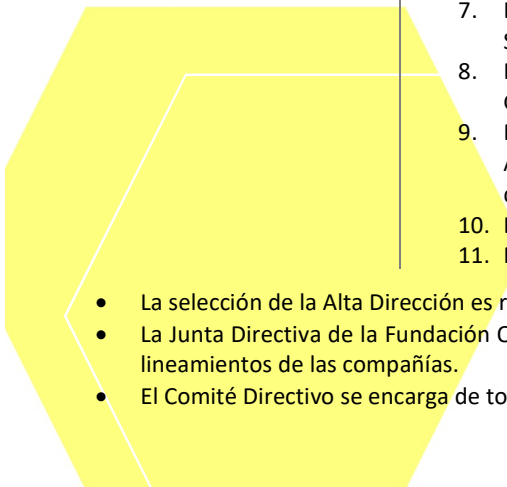 7.
8.
9.
10.
11.
• La selección de la Alta Dirección es
• La Junta Directiva de la Fundación
lineamientos de las compañías.
• El Comité Directivo se encarga de